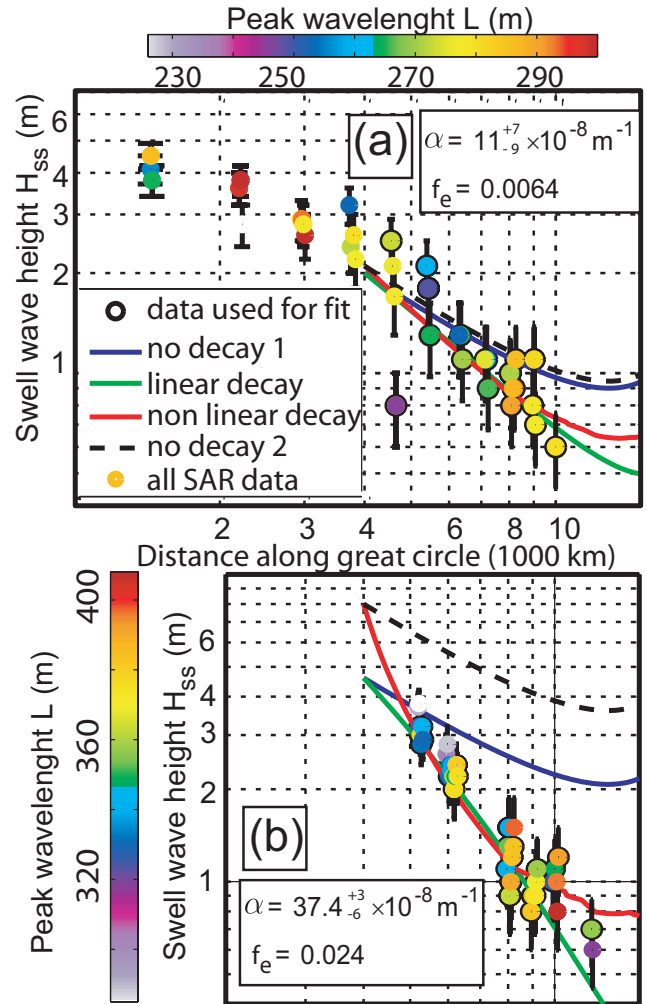 Peak wavelenght L (m)
230 250 270 290
Swell wave height Hss (m)
6
4
3
2
1
(a)
α = 11 +7 -9 ×10-8 m-1
fe = 0.0064
data used for fit
no decay 1
linear decay
non linear decay
no decay 2
all SAR data
2 3 4 6 8 10
Distance along great circle (1000 km)
Peak wavelenght L (m)
400
360
320
Swell wave height Hss (m)
6
4
3
2
1
(b)
α = 37.4 +3 -6 ×10-8 m-1
fe = 0.024